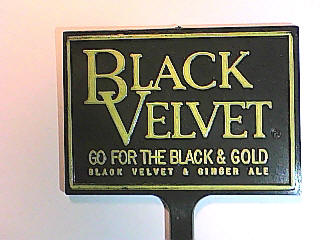 BLACK
VELVET
GO FOR THE BLACK & GOLD
BLACK VELVET & GINGER ALE